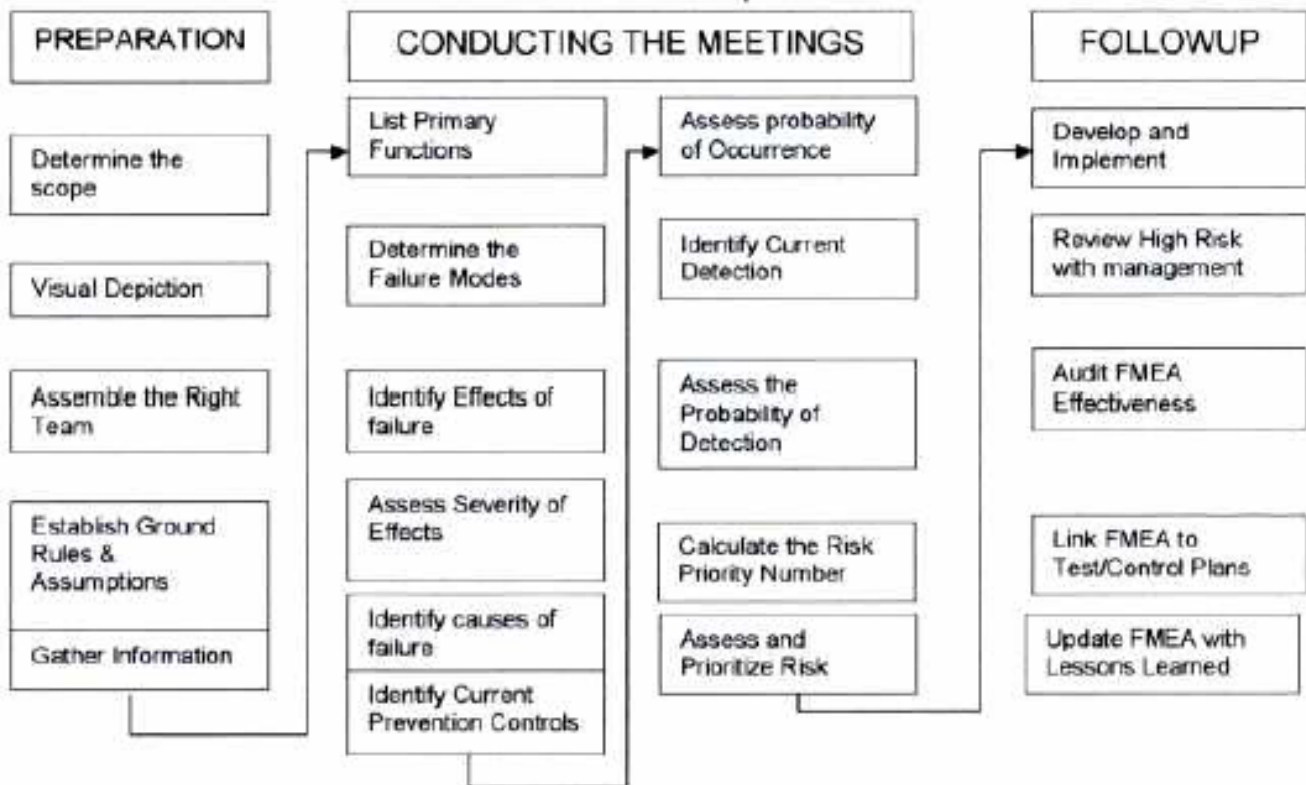 PREPARATION
CONDUCTING THE MEETINGS
FOLLOWUP
Determine the
scope
Visual Depiction
Assemble the Right
Team
Establish Ground
Rules &
Assumptions
Gather Information
List Primary
Functions
Determine the
Failure Modes
Identify Effects of
failure
Assess Severity of
Effects
Identify causes of
failure
Identify Current
Prevention Controls
Assess probability
of Occurrence
Identify Current
Detection
Assess the
Probability of
Detection
Calculate the Risk
Priority Number
Assess and
Prioritize Risk
Develop and
Implement
Review High Risk
with management
Audit FMEA
Effectiveness
Link FMEA to
Test/Control Plans
Update FMEA with
Lessons Learned